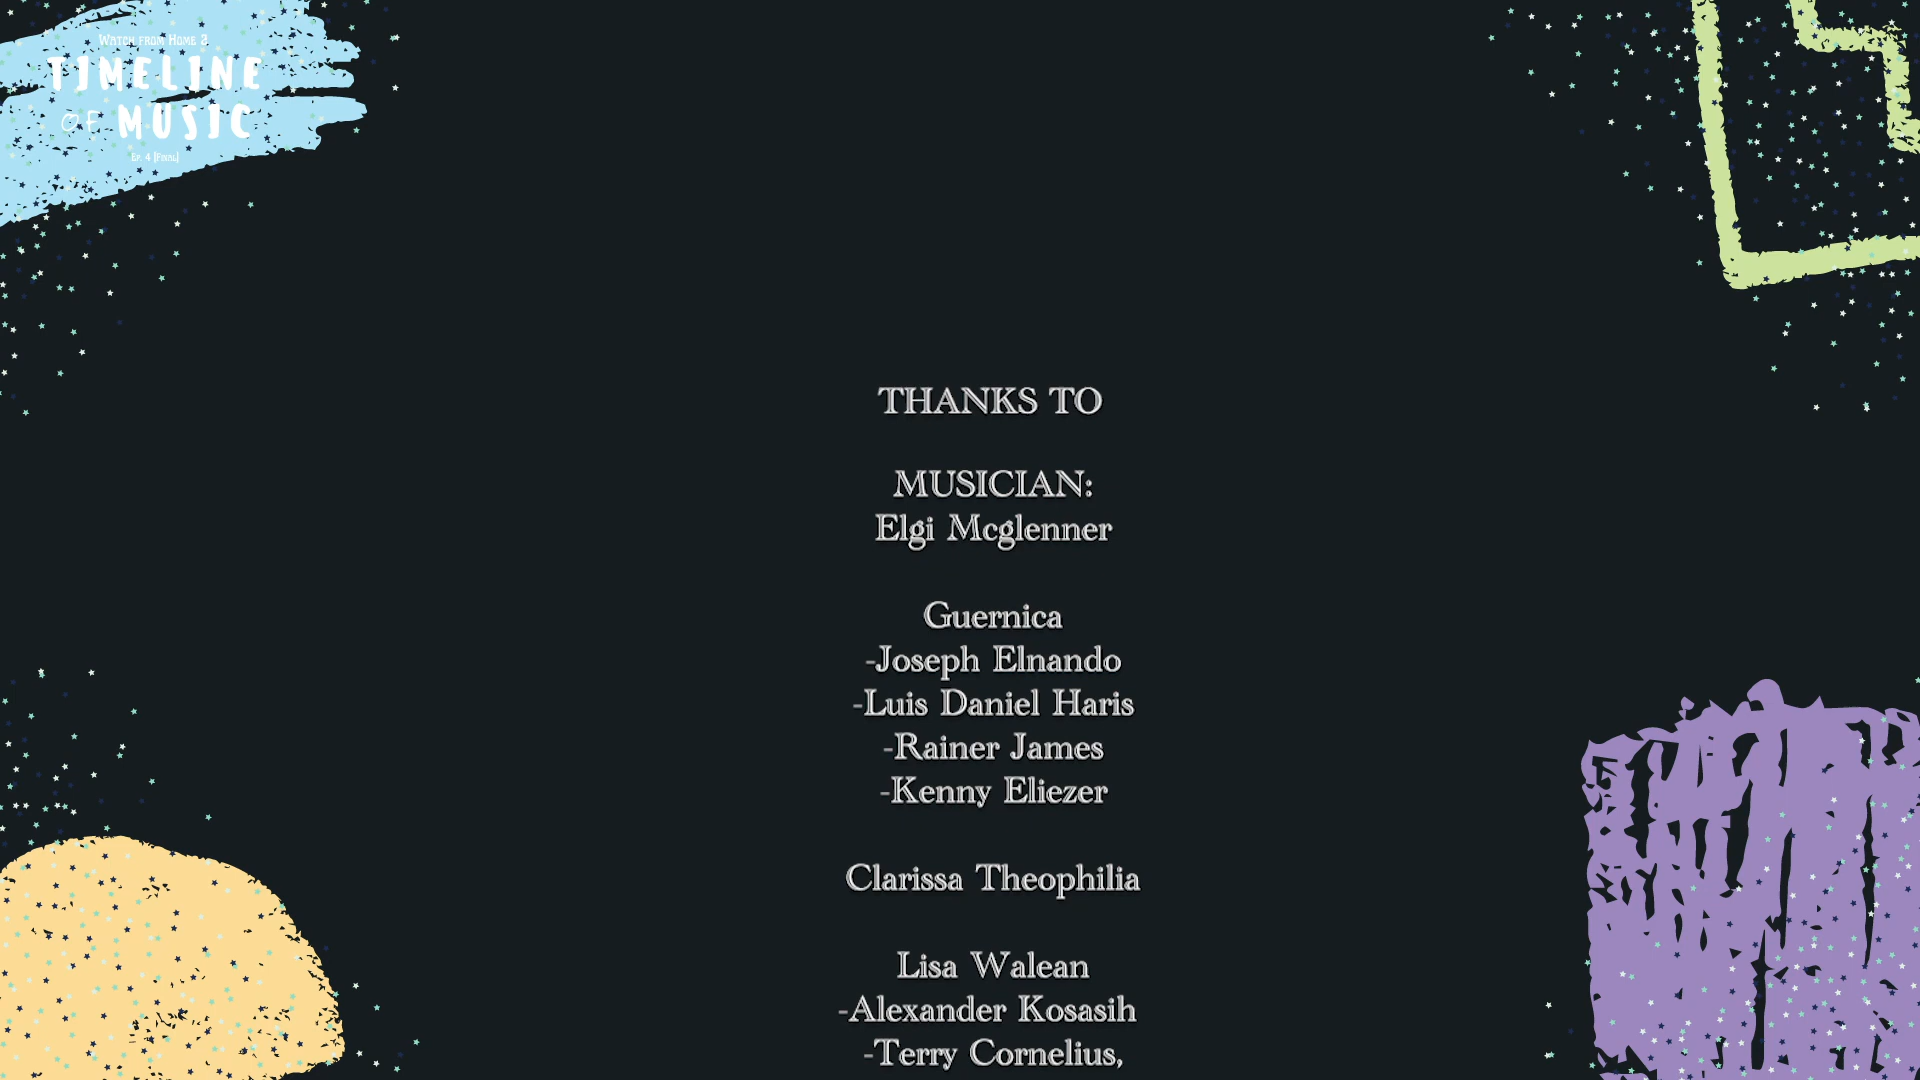 Watch from Home 2
TIMELINE
OF MUSIC
Ep. 4 [Final]
THANKS TO
MUSICIAN:
Elgi Mcglenner
Guernica
-Joseph Elnando
-Luis Daniel Haris
-Rainer James
-Kenny Eliezer
Clarissa Theophilia
Lisa Walean
-Alexander Kosasih
-Terry Cornelius,